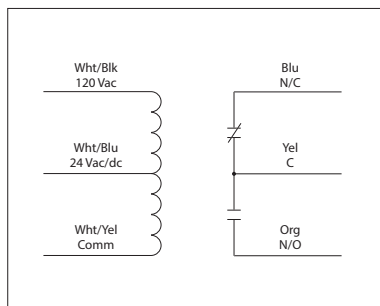 Wht/Blk
120 Vac
Wht/Blu
24 Vac/dc
Wht/Yel
Comm
Blu
N/C
Yel
C
Org
N/O